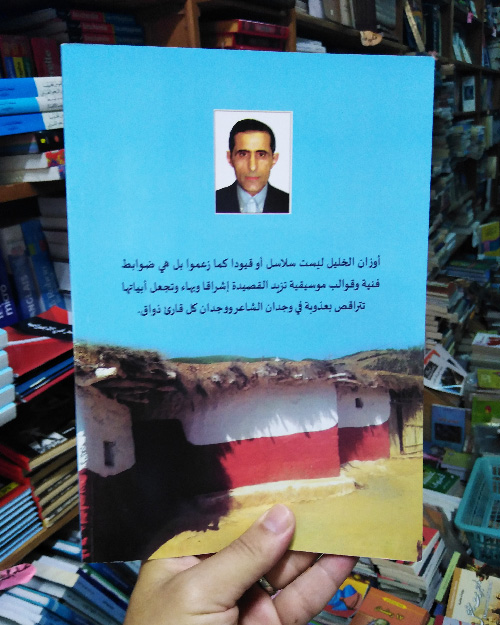 أوزان الخليل ليست سلاسل أو قيودا كما زعموا بل هي ضوابط
فنية وقوالب موسيقية تزيد القصيدة إشراقا وبهاء وتجعل أبياتها
تتراقص بعذوبة في وجدان الشاعر ووجدان كل قارئ ذواق.